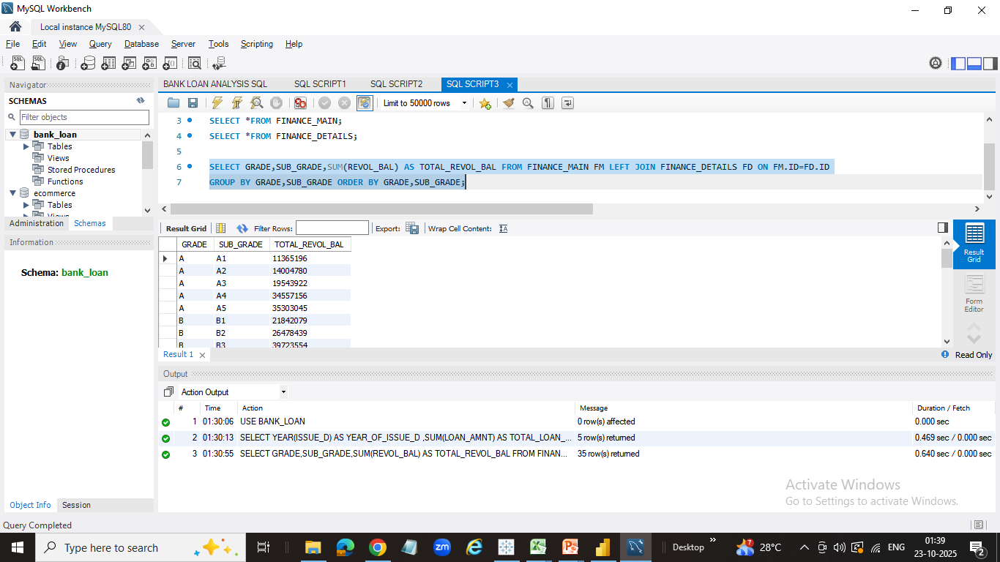 MySQL Workbench
Local instance MySQL80
File Edit View Query Database Server Tools Scripting Help
Navigator
SCHEMAS
Filter objects
bank_loan
Tables
Views
Stored Procedures
Functions
ecommerce
Tables
Views
Administration Schemas
Information
Schema: bank_loan
Object Info Session
BANK LOAN ANALYSIS SQL SQL SCRIPT1 SQL SCRIPT2 SQL SCRIPT3
Limit to 50000 rows
3 SELECT *FROM FINANCE_MAIN;
4 SELECT *FROM FINANCE_DETAILS;
5
6 SELECT GRADE,SUB_GRADE,SUM(REVOL_BAL) AS TOTAL_REVOL_BAL FROM FINANCE_MAIN FM LEFT JOIN FINANCE_DETAILS FD ON FM.ID=FD.ID
7 GROUP BY GRADE,SUB_GRADE ORDER BY GRADE,SUB_GRADE;
Result Grid Filter Rows: Export: Wrap Cell Content:
GRADE SUB_GRADE TOTAL_REVOL_BAL
A A1 11365196
A A2 14004780
A A3 19543922
A A4 34557156
A A5 35303045
B B1 21842079
B B2 26478439
B B3 39723554
Result Grid
Form Editor
Result 1
Read Only
Output
Action Output
# Time Action Message Duration / Fetch
1 01:30:06 USE BANK_LOAN 0 row(s) affected 0.000 sec
2 01:30:13 SELECT YEAR(ISSUE_D) AS YEAR_OF_ISSUE_D ,SUM(LOAN_AMNT) AS TOTAL_LOAN_... 5 row(s) returned 0.469 sec / 0.000 sec
3 01:30:55 SELECT GRADE,SUB_GRADE,SUM(REVOL_BAL) AS TOTAL_REVOL_BAL FROM FINAN... 35 row(s) returned 0.640 sec / 0.000 sec
Activate Windows
Go to Settings to activate Windows.
Query Completed
Type here to search
zm
Desktop
7
28°C
ENG
01:39
23-10-2025
2